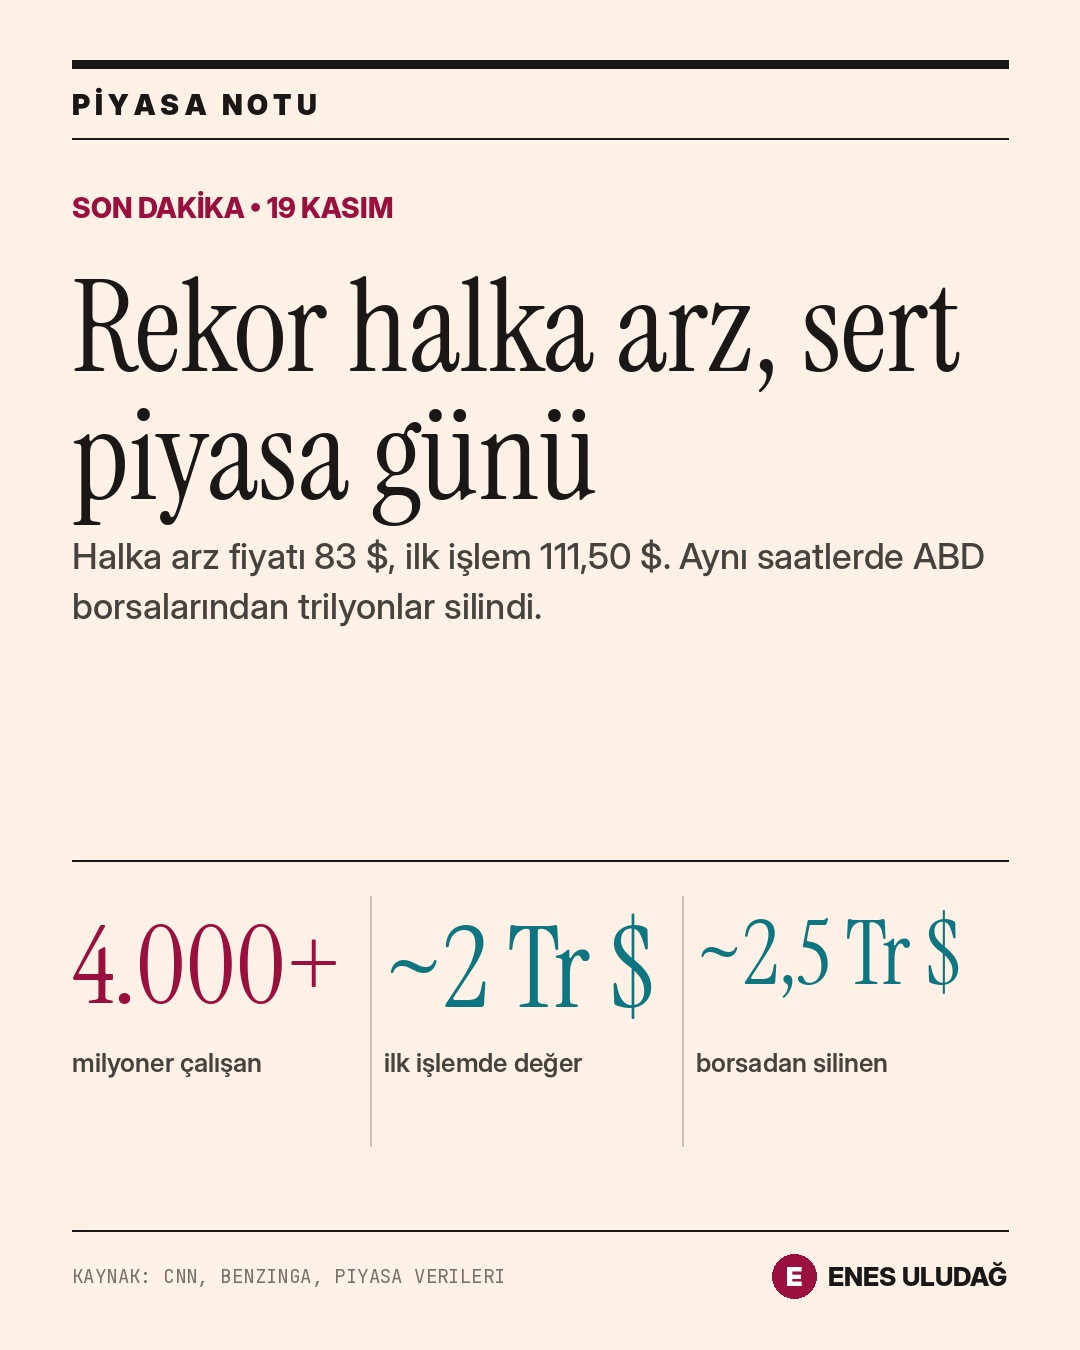 PİYASA NOTU
SON DAKİKA • 19 KASIM
Rekor halka arz, sert
piyasa günü
Halka arz fiyatı 83 $, ilk işlem 111,50 $. Aynı saatlerde ABD
borsalarından trilyonlar silindi.
4.000+
milyoner çalışan
~2 Tr $
ilk işlemde değer
~2,5 Tr $
borsadan silinen
KAYNAK: CNN, BENZINGA, PIYASA VERILERI
E ENES ULUDAĞ